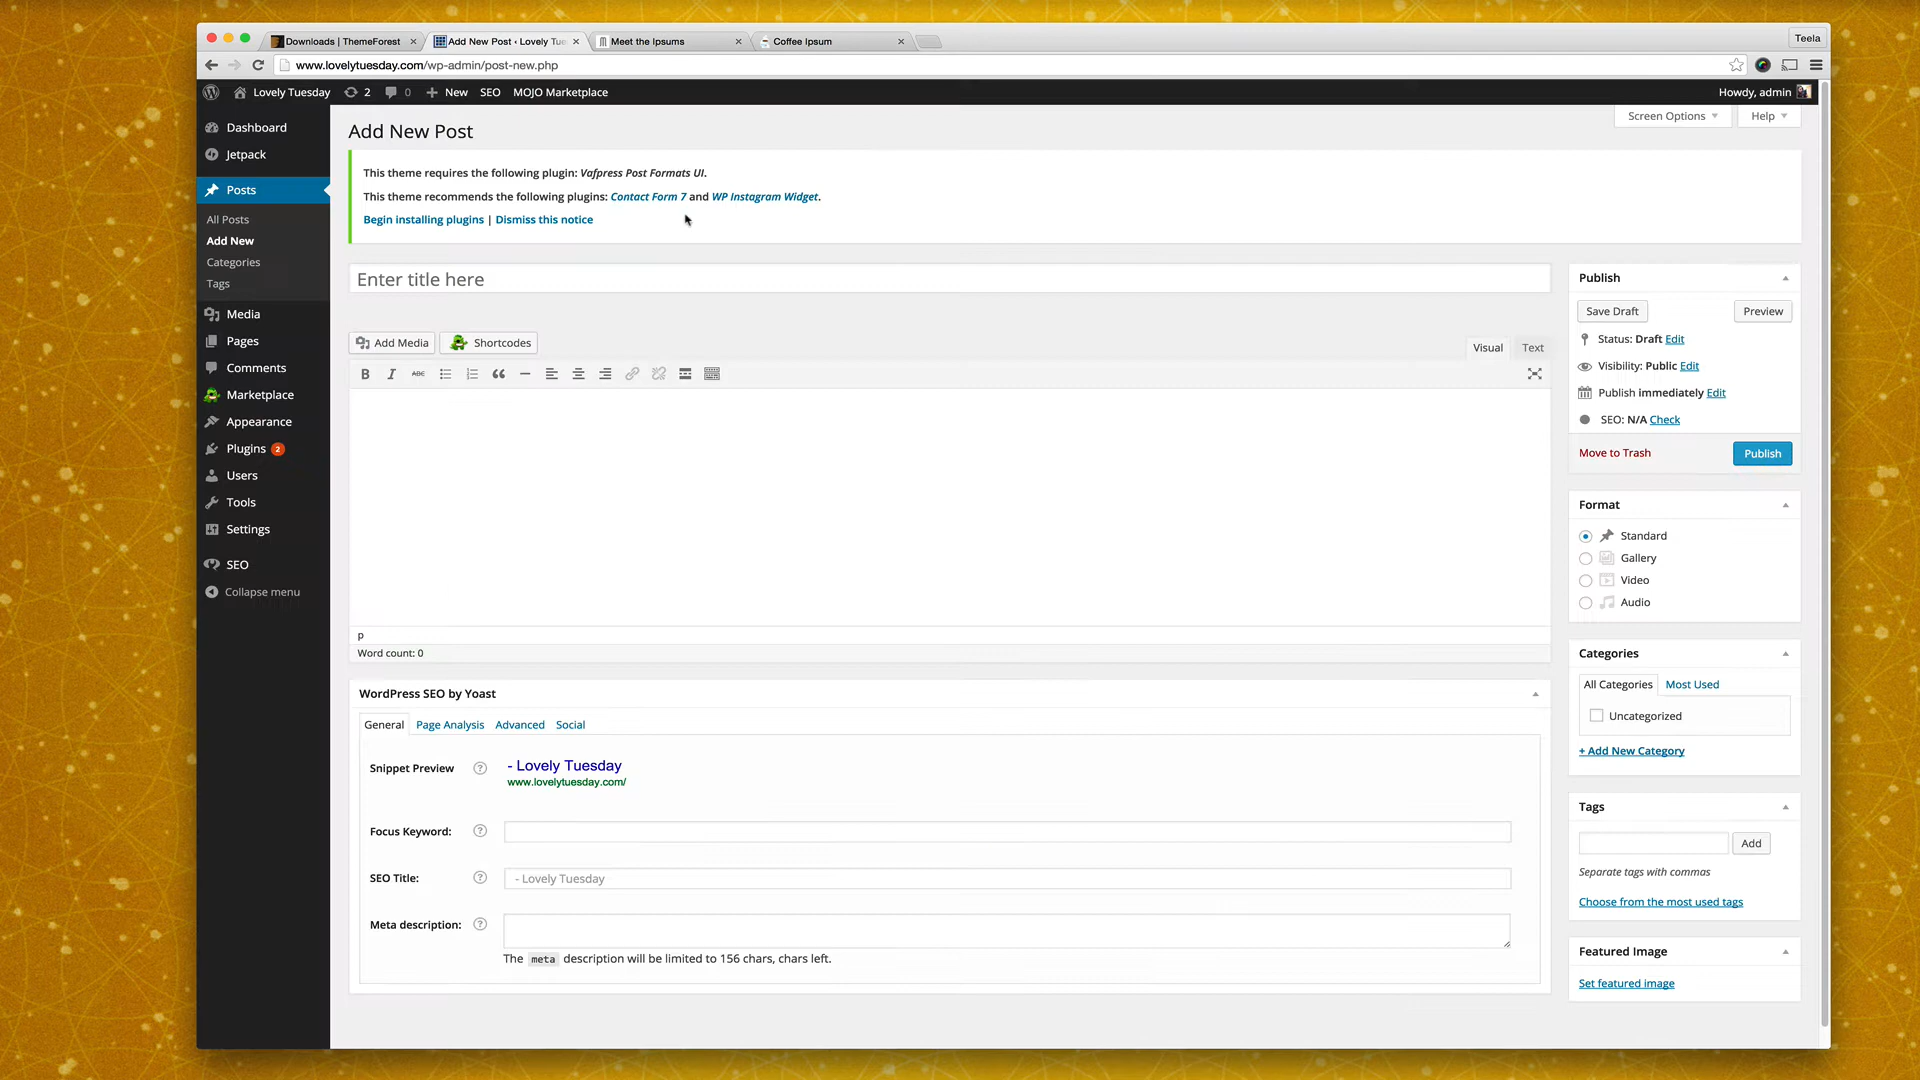 Downloads | ThemeForest
Add New Post ‹ Lovely Tue
Meet the Ipsums
Coffee Ipsum
Teela
www.lovelytuesday.com/wp-admin/post-new.php
Lovely Tuesday 2 0 New SEO MOJO Marketplace
Howdy, admin
Dashboard
Jetpack
Posts
All Posts
Add New
Categories
Tags
Media
Pages
Comments
Marketplace
Appearance
Plugins 2
Users
Tools
Settings
SEO
Collapse menu
Screen Options
Help
Add New Post
This theme requires the following plugin: Vafpress Post Formats UI.
This theme recommends the following plugins: Contact Form 7 and WP Instagram Widget.
Begin installing plugins | Dismiss this notice
Enter title here
Add Media
Shortcodes
Visual
Text
B I ABC
p
Word count: 0
WordPress SEO by Yoast
General Page Analysis Advanced Social
Snippet Preview ?
- Lovely Tuesday
www.lovelytuesday.com/
Focus Keyword: ?
SEO Title: ? - Lovely Tuesday
Meta description: ?
The meta description will be limited to 156 chars, chars left.
Publish
Save Draft
Preview
Status: Draft Edit
Visibility: Public Edit
Publish immediately Edit
SEO: N/A Check
Move to Trash
Publish
Format
Standard
Gallery
Video
Audio
Categories
All Categories
Most Used
Uncategorized
+ Add New Category
Tags
Add
Separate tags with commas
Choose from the most used tags
Featured Image
Set featured image